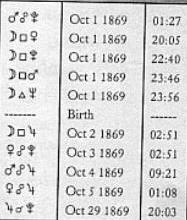 ♂☍♆ Oct 1 1869 01:27
☽□♀ Oct 1 1869 20:05
☽□♆ Oct 1 1869 22:40
☽□♂ Oct 1 1869 23:46
☽△♆ Oct 1 1869 23:56
------- Birth -------
☽□♃ Oct 2 1869 02:51
♀☍ Oct 3 1869 02:51
♂☍♃ Oct 4 1869 09:21
♀☍♃ Oct 5 1869 01:08
♃☌ Oct 29 1869 20:03